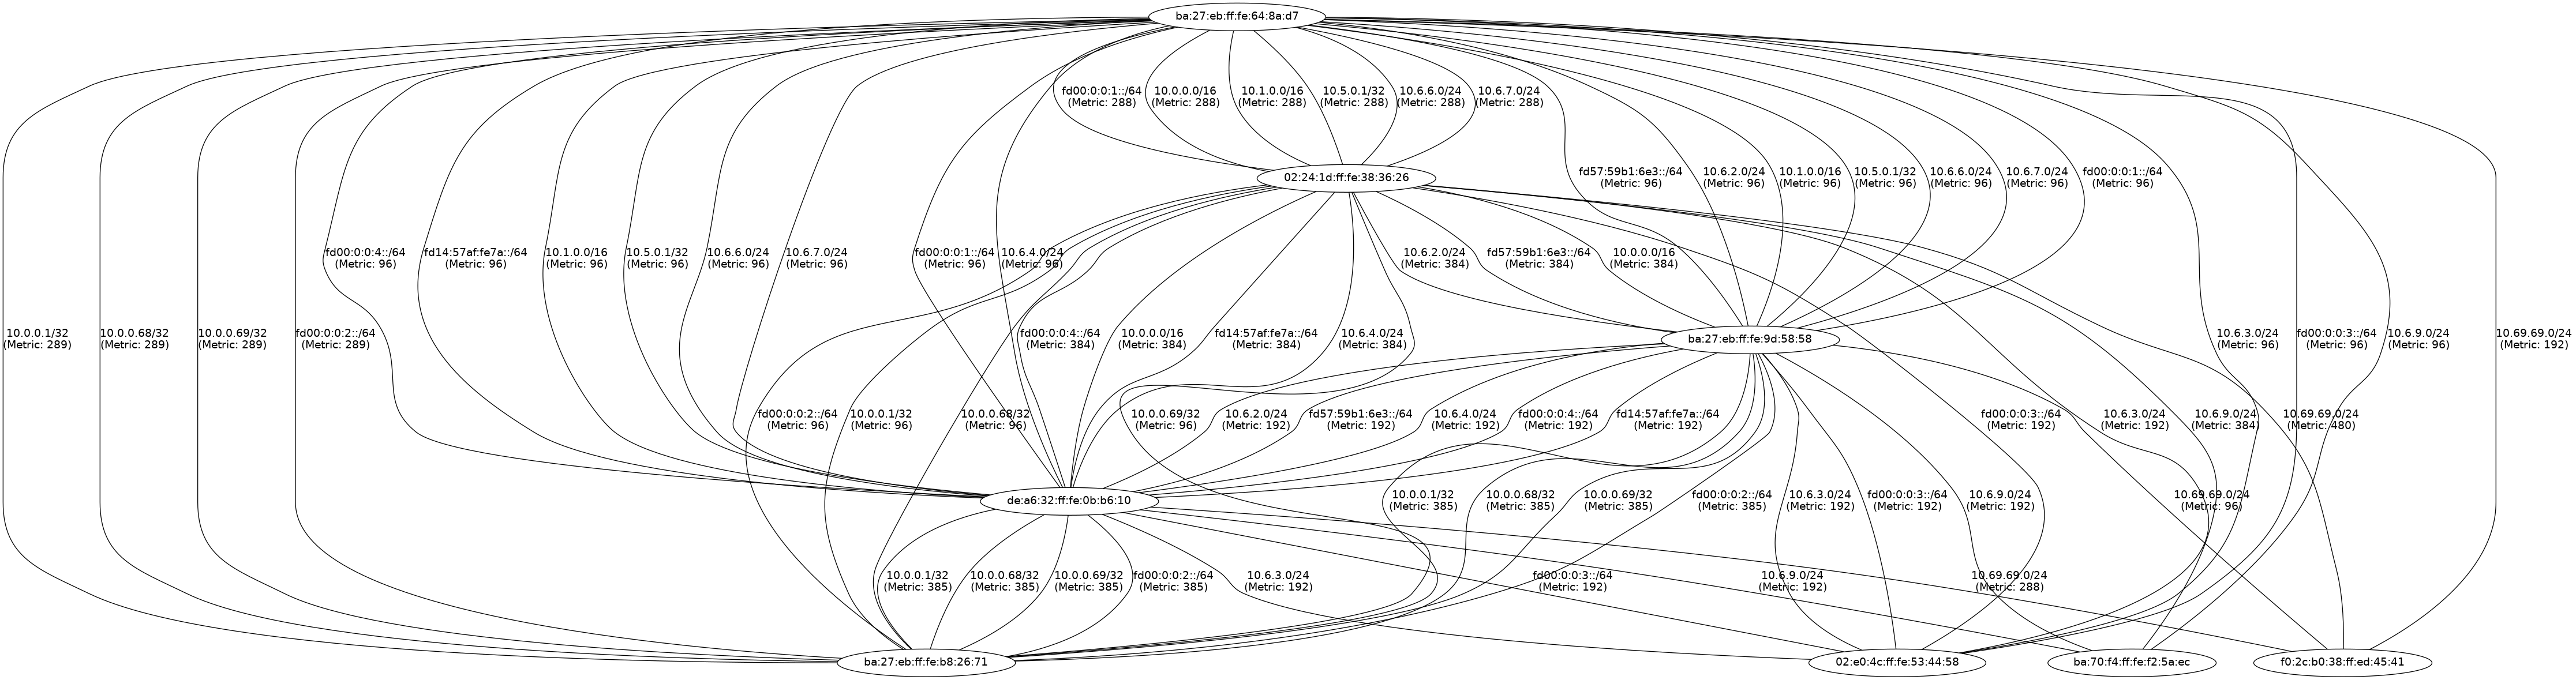 ba:27:eb:ff:fe:64:8a:d7
fd00:0:0:1::/64
(Metric: 288)
10.0.0.0/16
(Metric: 288)
10.1.0.0/16
(Metric: 288)
10.5.0.1/32
(Metric: 288)
10.6.6.0/24
(Metric: 288)
10.6.7.0/24
(Metric: 288)
02:24:1d:ff:fe:38:36:26
fd57:59b1:6e3::/64
(Metric: 96)
10.6.2.0/24
(Metric: 96)
10.1.0.0/16
(Metric: 96)
10.5.0.1/32
(Metric: 96)
10.6.6.0/24
(Metric: 96)
10.6.7.0/24
(Metric: 96)
fd00:0:0:1::/64
(Metric: 96)
fd00:0:0:4::/64
(Metric: 96)
fd14:57af:fe7a::/64
(Metric: 96)
10.1.0.0/16
(Metric: 96)
10.5.0.1/32
(Metric: 96)
10.6.6.0/24
(Metric: 96)
10.6.7.0/24
(Metric: 96)
fd00:0:0:1::/64
(Metric: 96)
10.6.4.0/24
(Metric: 96)
10.6.2.0/24
(Metric: 384)
fd57:59b1:6e3::/64
(Metric: 384)
10.0.0.0/16
(Metric: 384)
10.0.0.1/32
(Metric: 289)
10.0.0.68/32
(Metric: 289)
10.0.0.69/32
(Metric: 289)
fd00:0:0:2::/64
(Metric: 289)
fd00:0:0:4::/64
(Metric: 384)
10.0.0.0/16
(Metric: 384)
fd14:57af:fe7a::/64
(Metric: 384)
10.6.4.0/24
(Metric: 384)
ba:27:eb:ff:fe:9d:58:58
10.6.3.0/24
(Metric: 96)
fd00:0:0:3::/64
(Metric: 96)
10.6.9.0/24
(Metric: 96)
10.69.69.0/24
(Metric: 192)
fd00:0:0:2::/64
(Metric: 96)
10.0.0.1/32
(Metric: 96)
10.0.0.68/32
(Metric: 96)
10.0.0.69/32
(Metric: 96)
10.6.2.0/24
(Metric: 192)
fd57:59b1:6e3::/64
(Metric: 192)
10.6.4.0/24
(Metric: 192)
fd00:0:0:4::/64
(Metric: 192)
fd14:57af:fe7a::/64
(Metric: 192)
fd00:0:0:3::/64
(Metric: 192)
10.6.3.0/24
(Metric: 192)
10.6.9.0/24
(Metric: 384)
10.69.69.0/24
(Metric: 480)
de:a6:32:ff:fe:0b:b6:10
10.0.0.1/32
(Metric: 385)
10.0.0.68/32
(Metric: 385)
10.0.0.69/32
(Metric: 385)
fd00:0:0:2::/64
(Metric: 385)
10.6.3.0/24
(Metric: 192)
fd00:0:0:3::/64
(Metric: 192)
10.6.9.0/24
(Metric: 192)
10.69.69.0/24
(Metric: 96)
10.0.0.1/32
(Metric: 385)
10.0.0.68/32
(Metric: 385)
10.0.0.69/32
(Metric: 385)
fd00:0:0:2::/64
(Metric: 385)
10.6.3.0/24
(Metric: 192)
fd00:0:0:3::/64
(Metric: 192)
10.6.9.0/24
(Metric: 192)
10.69.69.0/24
(Metric: 288)
ba:27:eb:ff:fe:b8:26:71
02:e0:4c:ff:fe:53:44:58
ba:70:f4:ff:fe:f2:5a:ec
f0:2c:b0:38:ff:ed:45:41